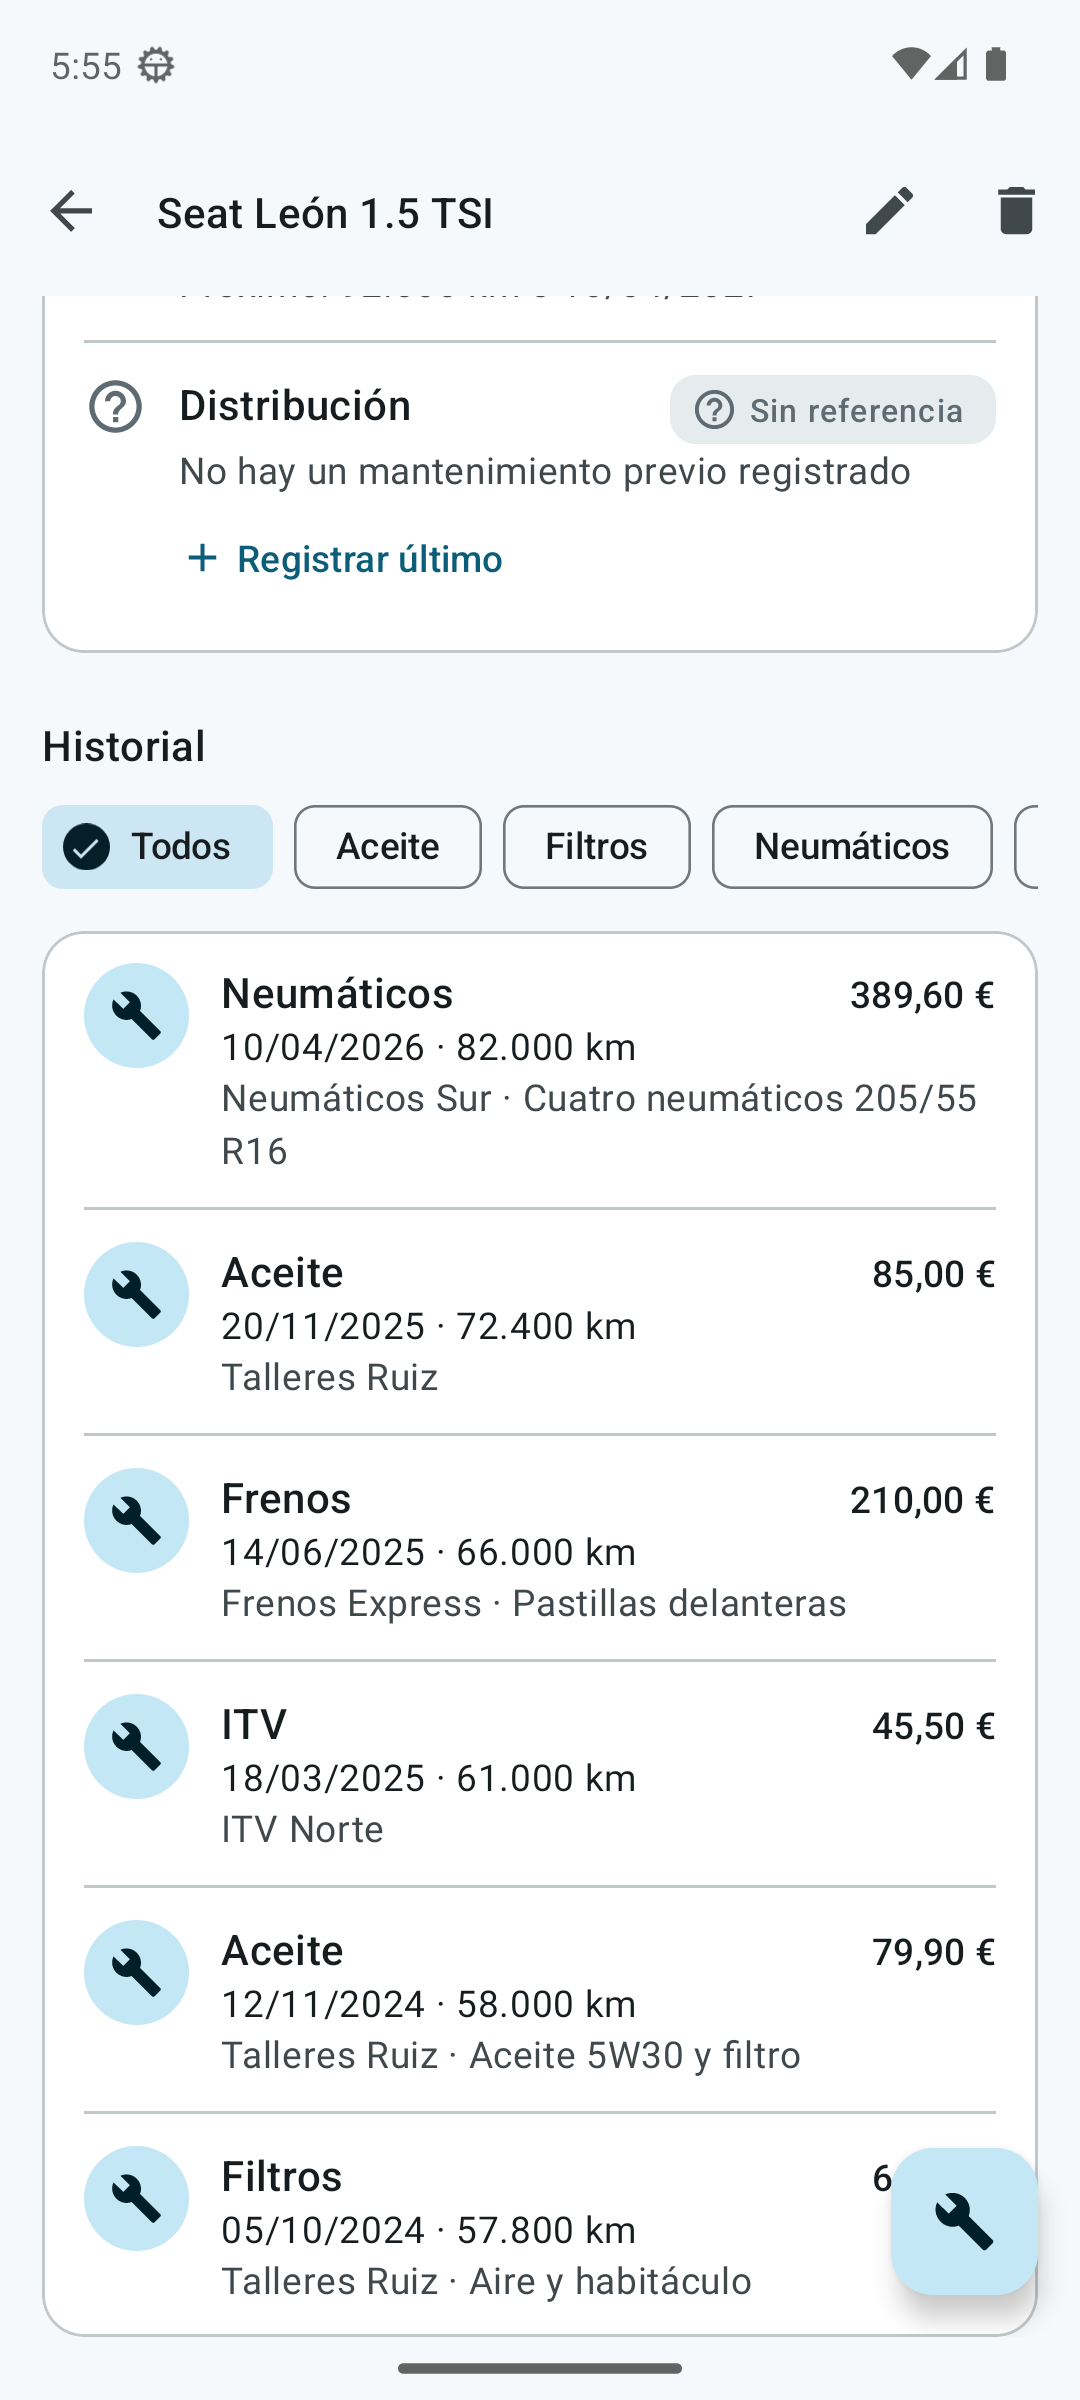 5:55
Seat León 1.5 TSI
Distribución
Sin referencia
No hay un mantenimiento previo registrado
+ Registrar último
Historial
Todos
Aceite
Filtros
Neumáticos
Neumáticos
389,60 €
10/04/2026 · 82.000 km
Neumáticos Sur · Cuatro neumáticos 205/55
R16
Aceite
85,00 €
20/11/2025 · 72.400 km
Talleres Ruiz
Frenos
210,00 €
14/06/2025 · 66.000 km
Frenos Express · Pastillas delanteras
ITV
45,50 €
18/03/2025 · 61.000 km
ITV Norte
Aceite
79,90 €
12/11/2024 · 58.000 km
Talleres Ruiz · Aceite 5W30 y filtro
Filtros
05/10/2024 · 57.800 km
Talleres Ruiz · Aire y habitáculo